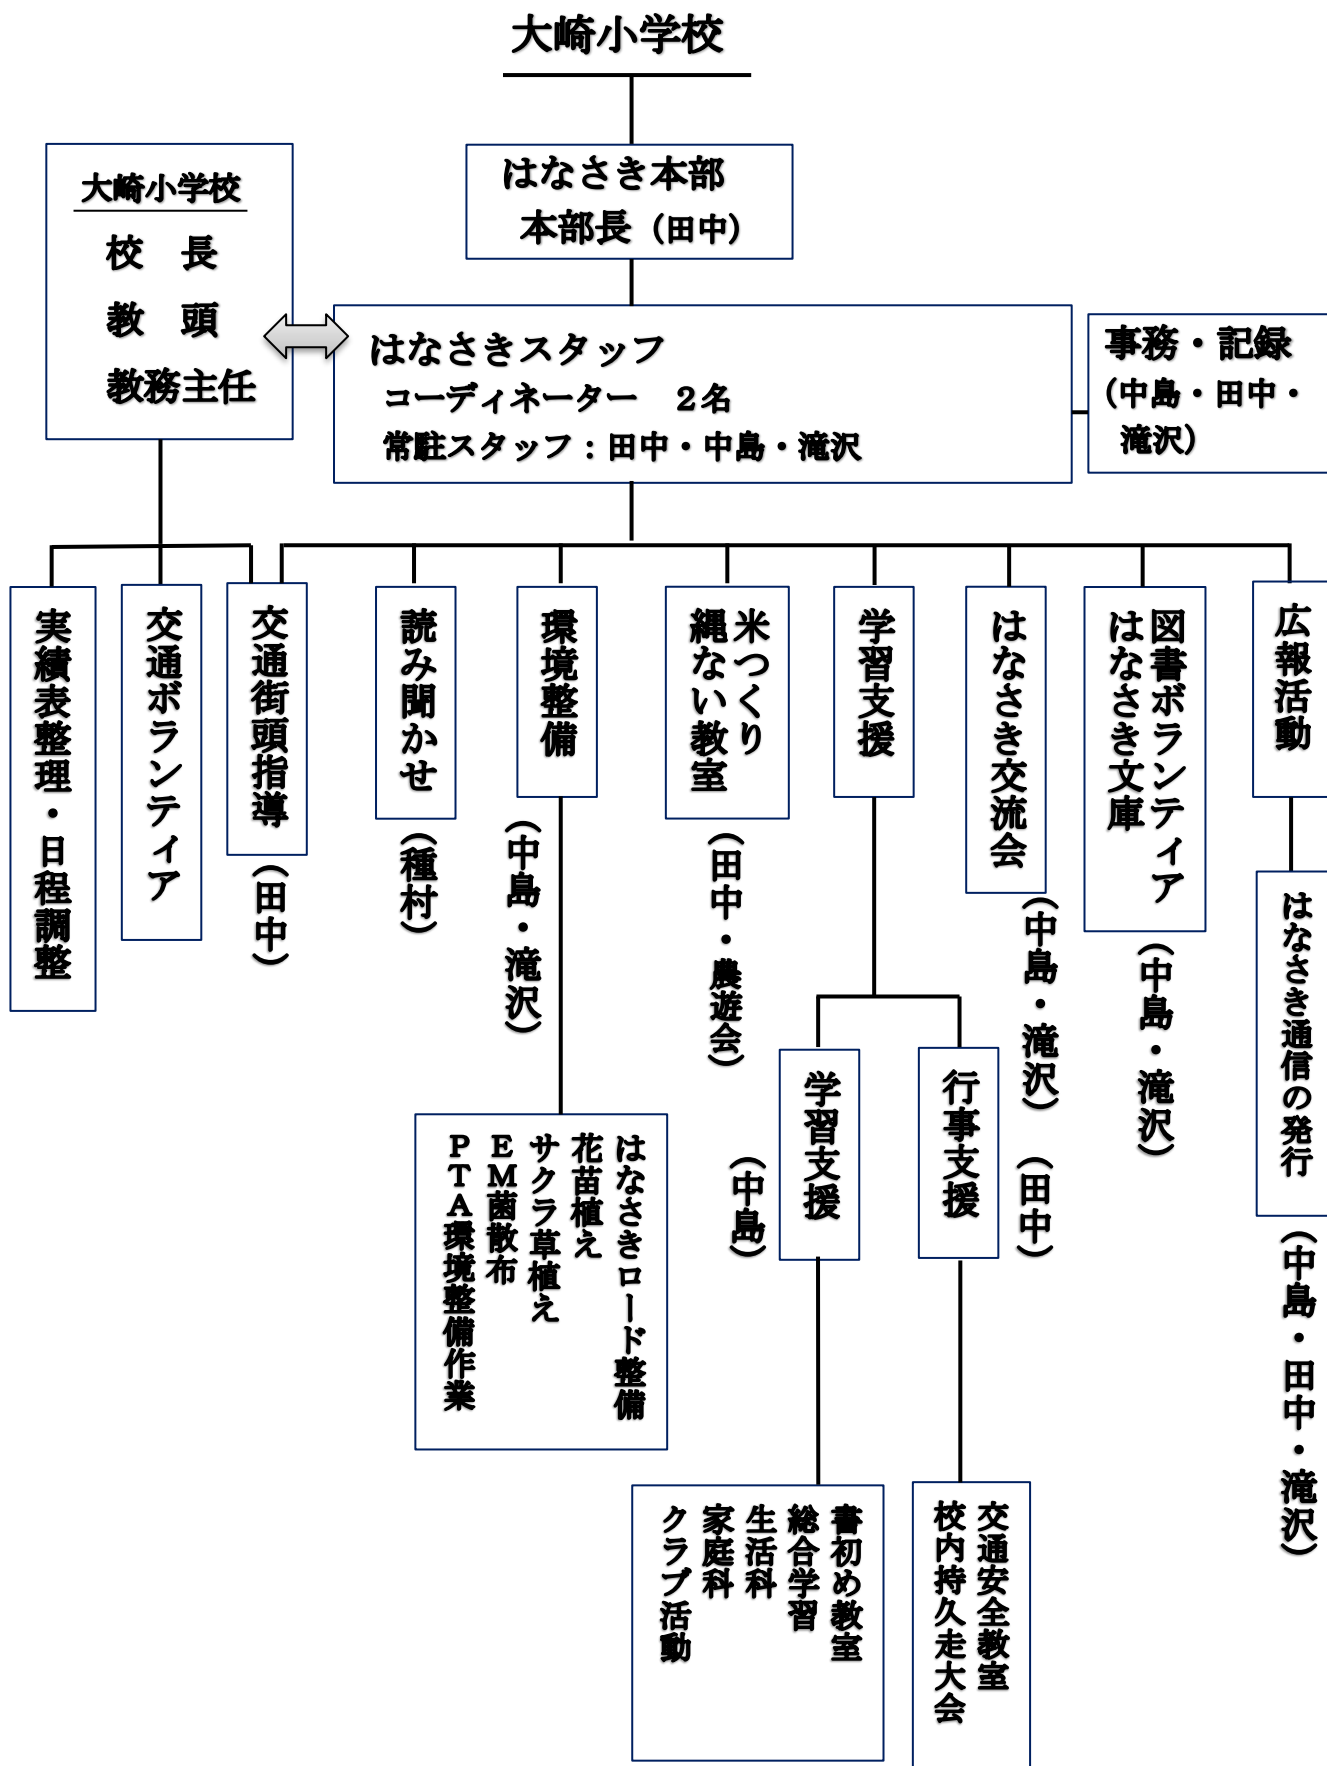 大崎小学校
はなさき本部
本部長（田中）
大崎小学校
校　長
教　頭
教務主任
はなさきスタッフ
コーディネーター　２名
常駐スタッフ：田中・中島・滝沢
事務・記録
（中島・田中・
滝沢）
実績表整理・日程調整
交通ボランティア
交通街頭指導
（田中）
読み聞かせ
（種村）
環境整備
（中島・滝沢）
はなさきロード整備
花苗植え
サクラ草植え
ＥＭ菌散布
ＰＴＡ環境整備作業
米つくり
縄ない教室
（田中・農遊会）
学習支援
学習支援
（中島）
書初め教室
総合学習
生活科
家庭科
クラブ活動
行事支援
（田中）
交通安全教室
校内持久走大会
はなさき交流会
（中島・滝沢）
図書ボランティア
はなさき文庫
（中島・滝沢）
広報活動
はなさき通信の発行
（中島・田中・滝沢）